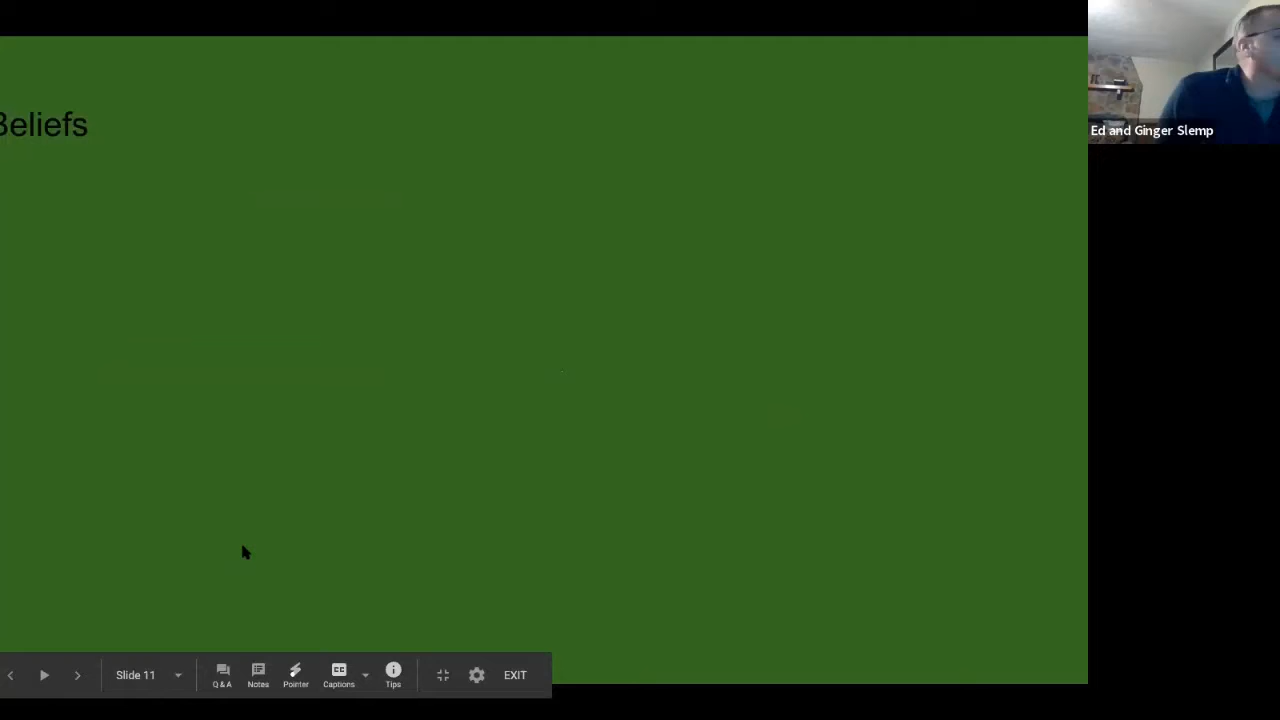 Beliefs
Ed and Ginger Slemp
Slide 11
Q & A
Notes
Pointer
Captions
Tips
EXIT